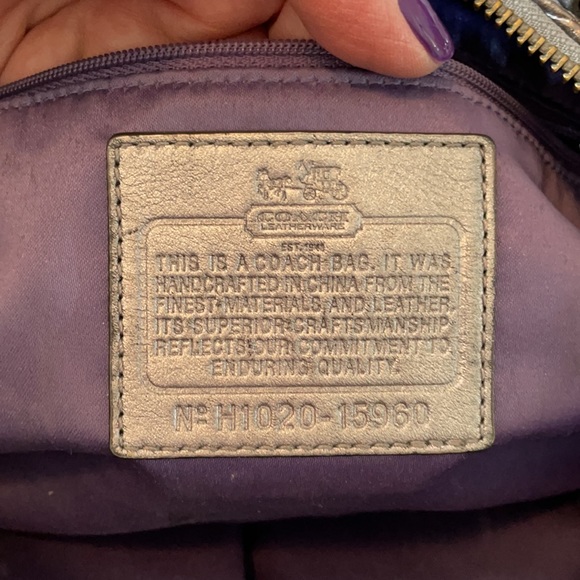 COACH
LEATHERWARE
EST. 1941
THIS IS A COACH BAG. IT WAS
HANDCRAFTED IN CHINA FROM THE
FINEST MATERIALS AND LEATHER.
ITS SUPERIOR CRAFTSMANSHIP
REFLECTS OUR COMMITMENT TO
ENDURING QUALITY.
Nº H1020-15960